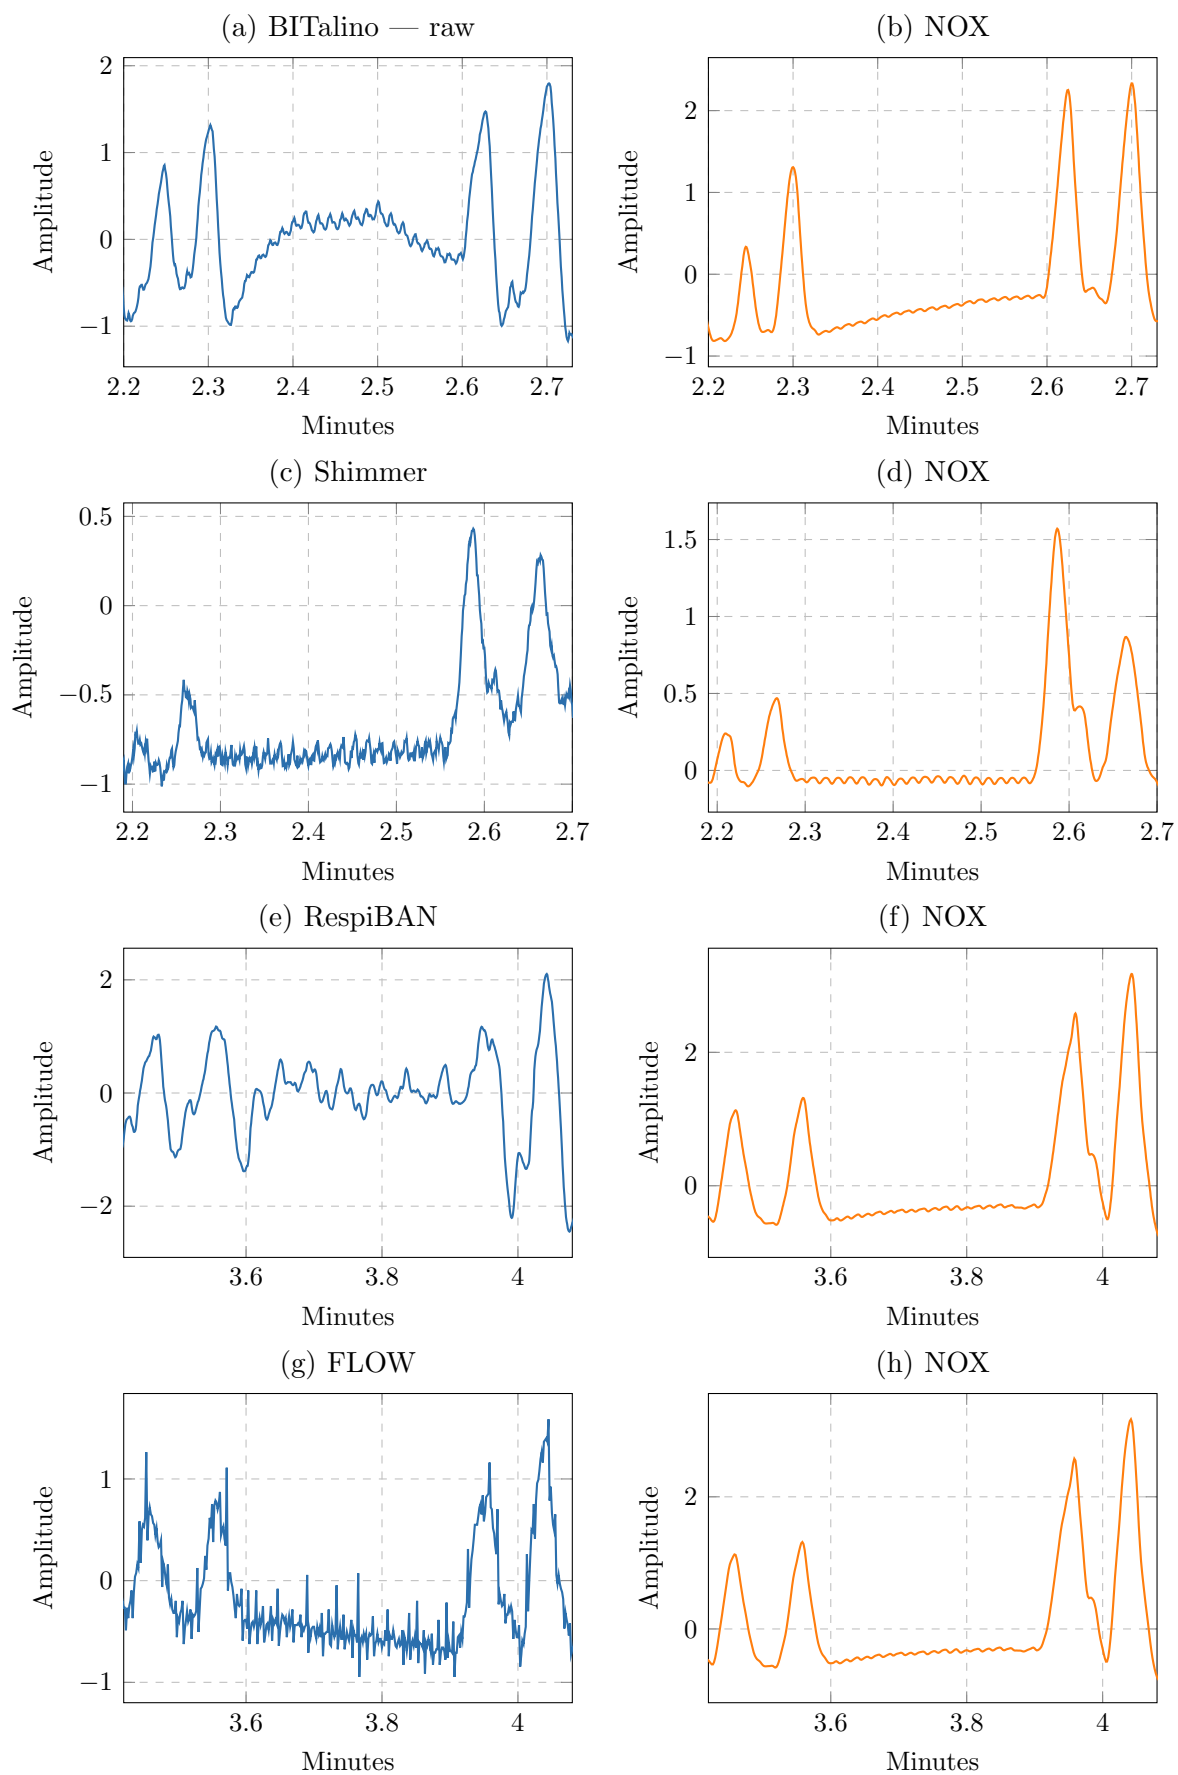 (a) BITalino — raw
(b) NOX
Amplitude
2
1
0
−1
2.2 2.3 2.4 2.5 2.6 2.7
Minutes
Amplitude
2
1
0
−1
2.2 2.3 2.4 2.5 2.6 2.7
Minutes
(c) Shimmer
(d) NOX
Amplitude
0.5
0
−0.5
−1
2.2 2.3 2.4 2.5 2.6 2.7
Minutes
Amplitude
1.5
1
0.5
0
2.2 2.3 2.4 2.5 2.6 2.7
Minutes
(e) RespiBAN
(f) NOX
Amplitude
2
0
−2
3.6 3.8 4
Minutes
Amplitude
2
0
3.6 3.8 4
Minutes
(g) FLOW
(h) NOX
Amplitude
1
0
−1
3.6 3.8 4
Minutes
Amplitude
2
0
3.6 3.8 4
Minutes